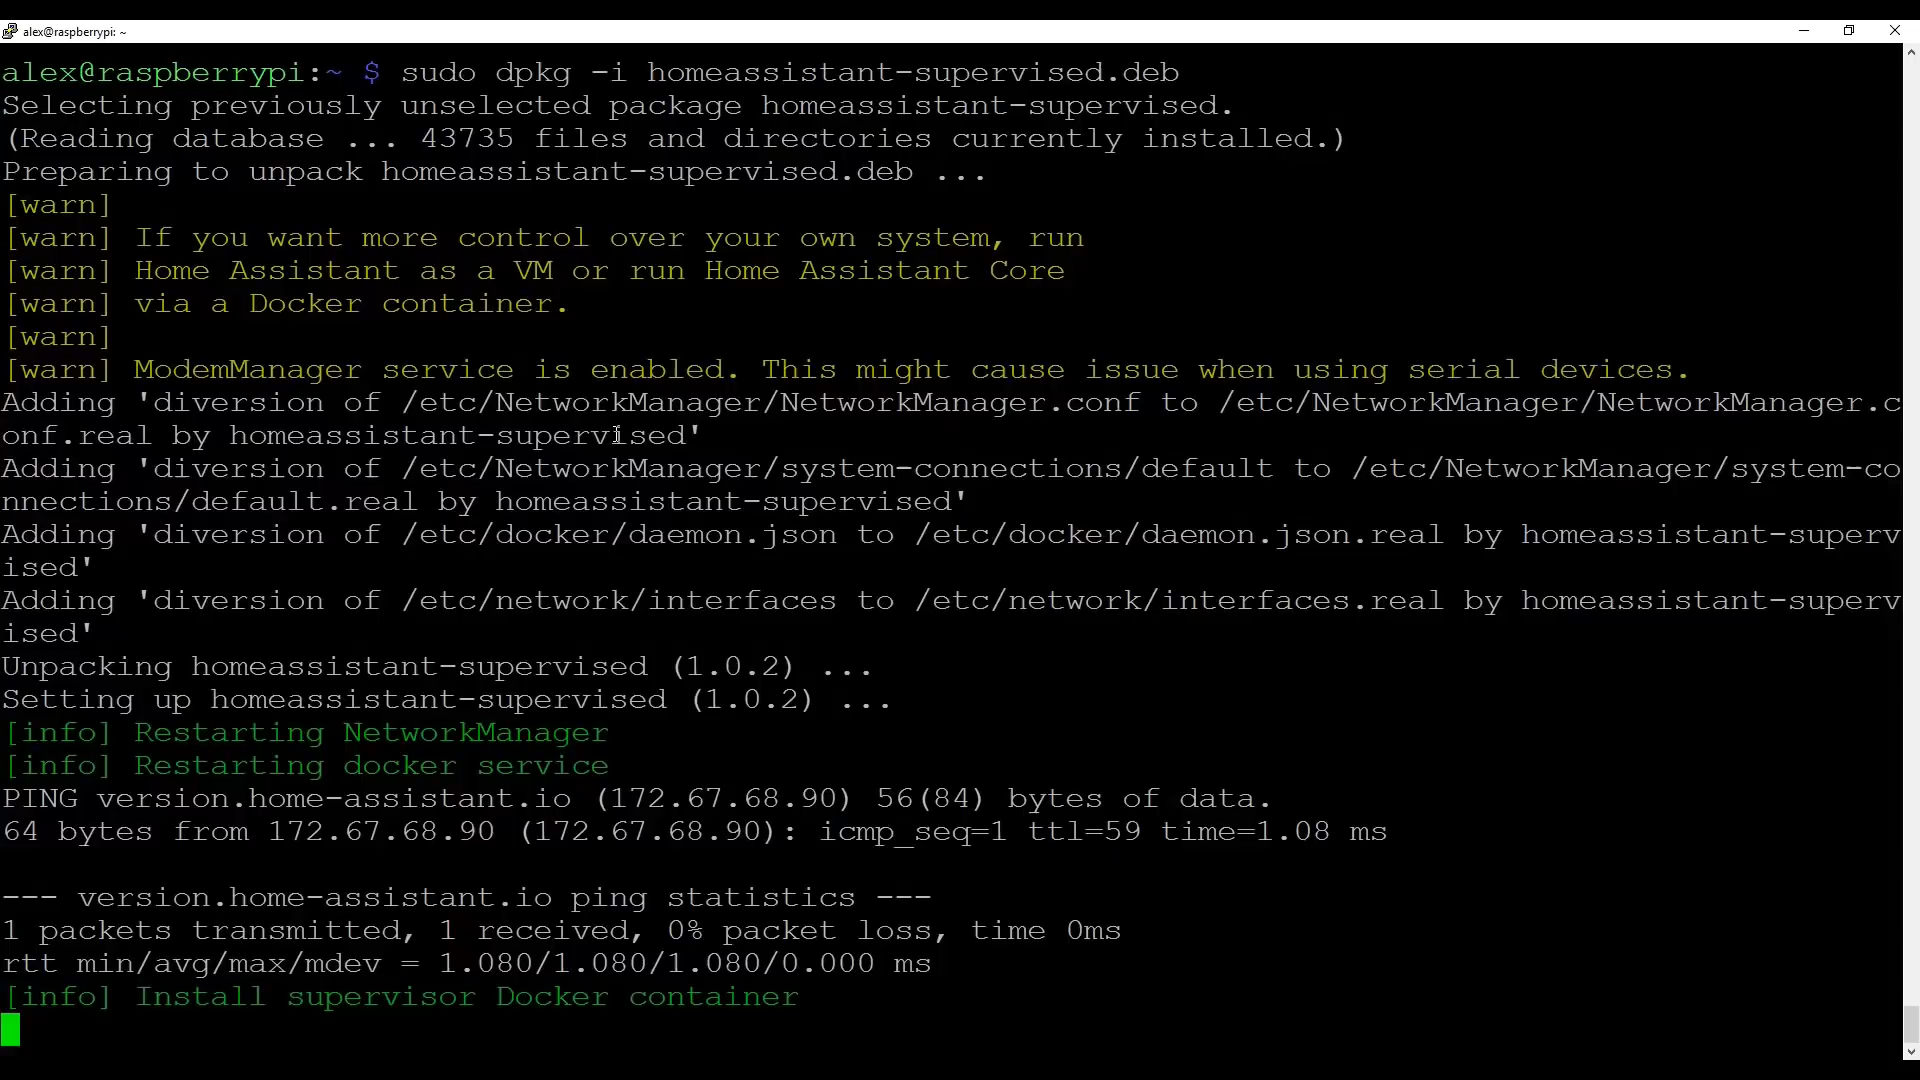 alex@raspberrypi: ~
alex@raspberrypi:~ $ sudo dpkg -i homeassistant-supervised.deb
Selecting previously unselected package homeassistant-supervised.
(Reading database ... 43735 files and directories currently installed.)
Preparing to unpack homeassistant-supervised.deb ...
[warn]
[warn] If you want more control over your own system, run
[warn] Home Assistant as a VM or run Home Assistant Core
[warn] via a Docker container.
[warn]
[warn] ModemManager service is enabled. This might cause issue when using serial devices.
Adding 'diversion of /etc/NetworkManager/NetworkManager.conf to /etc/NetworkManager/NetworkManager.c
onf.real by homeassistant-supervised'
Adding 'diversion of /etc/NetworkManager/system-connections/default to /etc/NetworkManager/system-co
nnections/default.real by homeassistant-supervised'
Adding 'diversion of /etc/docker/daemon.json to /etc/docker/daemon.json.real by homeassistant-superv
ised'
Adding 'diversion of /etc/network/interfaces to /etc/network/interfaces.real by homeassistant-superv
ised'
Unpacking homeassistant-supervised (1.0.2) ...
Setting up homeassistant-supervised (1.0.2) ...
[info] Restarting NetworkManager
[info] Restarting docker service
PING version.home-assistant.io (172.67.68.90) 56(84) bytes of data.
64 bytes from 172.67.68.90 (172.67.68.90): icmp_seq=1 ttl=59 time=1.08 ms
--- version.home-assistant.io ping statistics ---
1 packets transmitted, 1 received, 0% packet loss, time 0ms
rtt min/avg/max/mdev = 1.080/1.080/1.080/0.000 ms
[info] Install supervisor Docker container